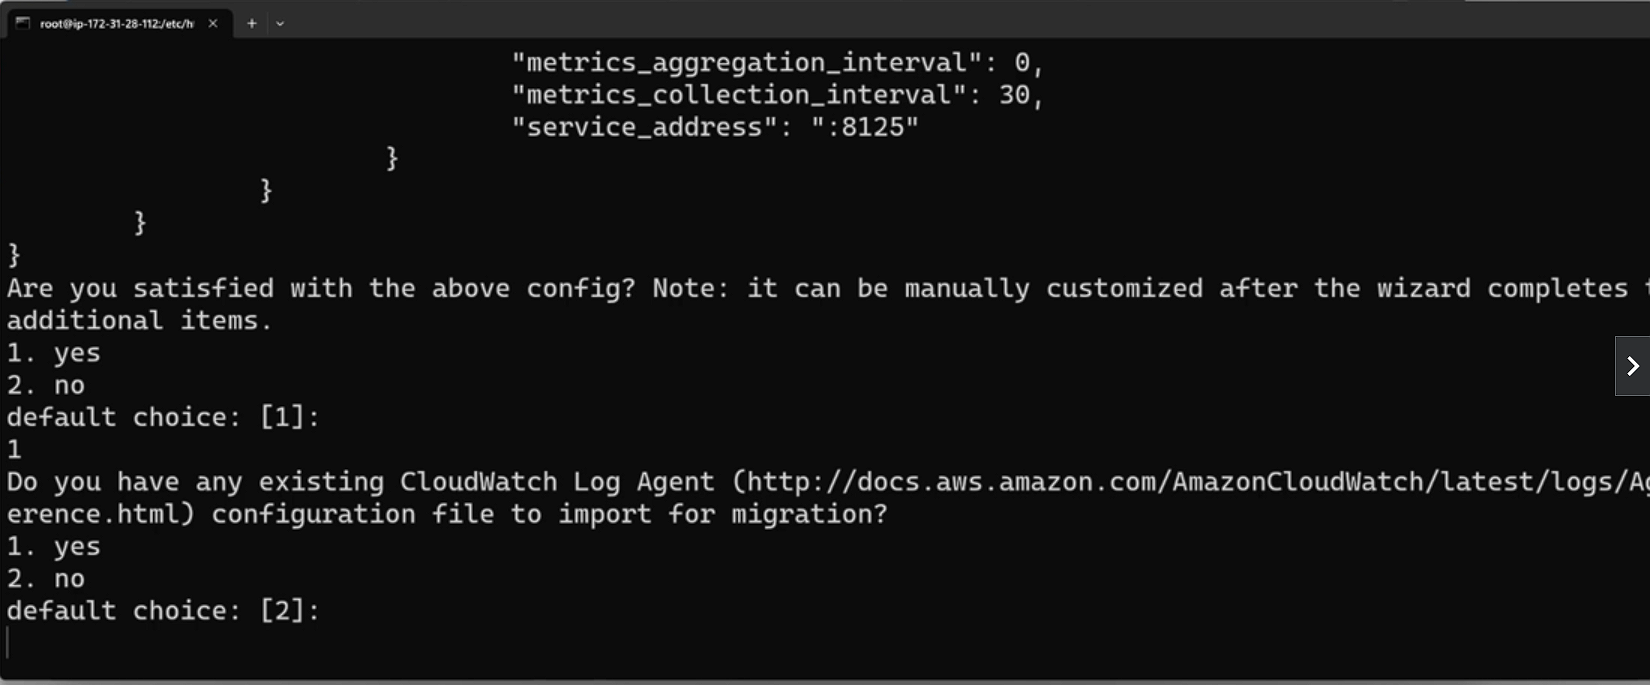 root@ip-172-31-28-112:/etc/h
"metrics_aggregation_interval": 0,
"metrics_collection_interval": 30,
"service_address": ":8125"
}
}
}
}
Are you satisfied with the above config? Note: it can be manually customized after the wizard completes
additional items.
1. yes
2. no
default choice: [1]:
1
Do you have any existing CloudWatch Log Agent (http://docs.aws.amazon.com/AmazonCloudWatch/latest/logs/
erence.html) configuration file to import for migration?
1. yes
2. no
default choice: [2]: